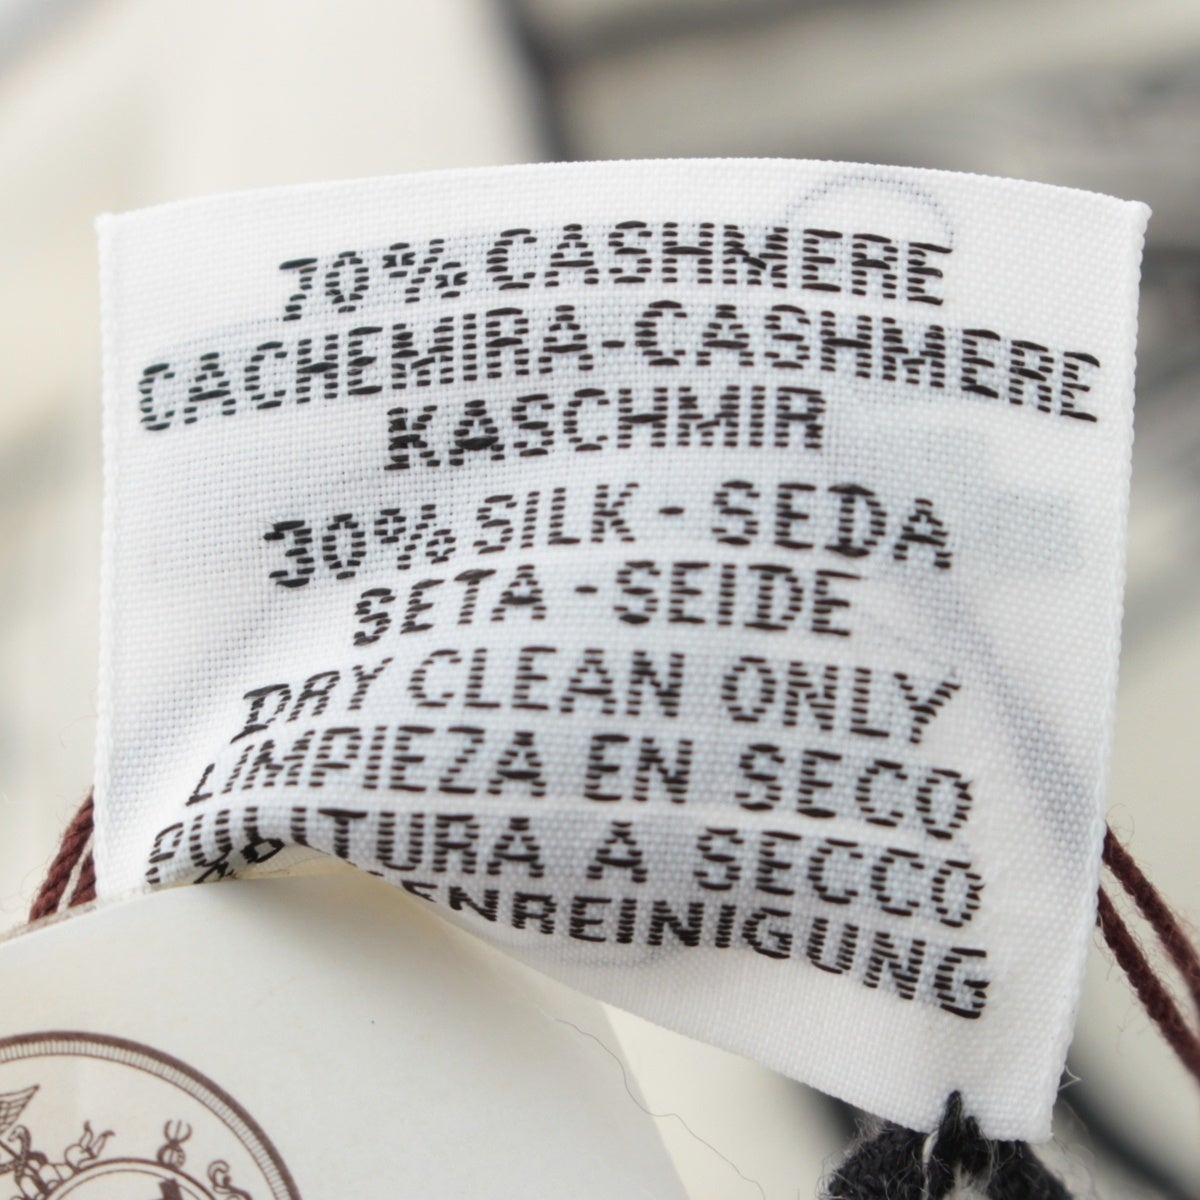 70% CASHMERE
CACHEMIRA-CASHMERE
KASCHMIR
30% SILK - SEDA
SETA - SEIDE
DRY CLEAN ONLY
LIMPIEZA EN SECO
PULITURA A SECCO